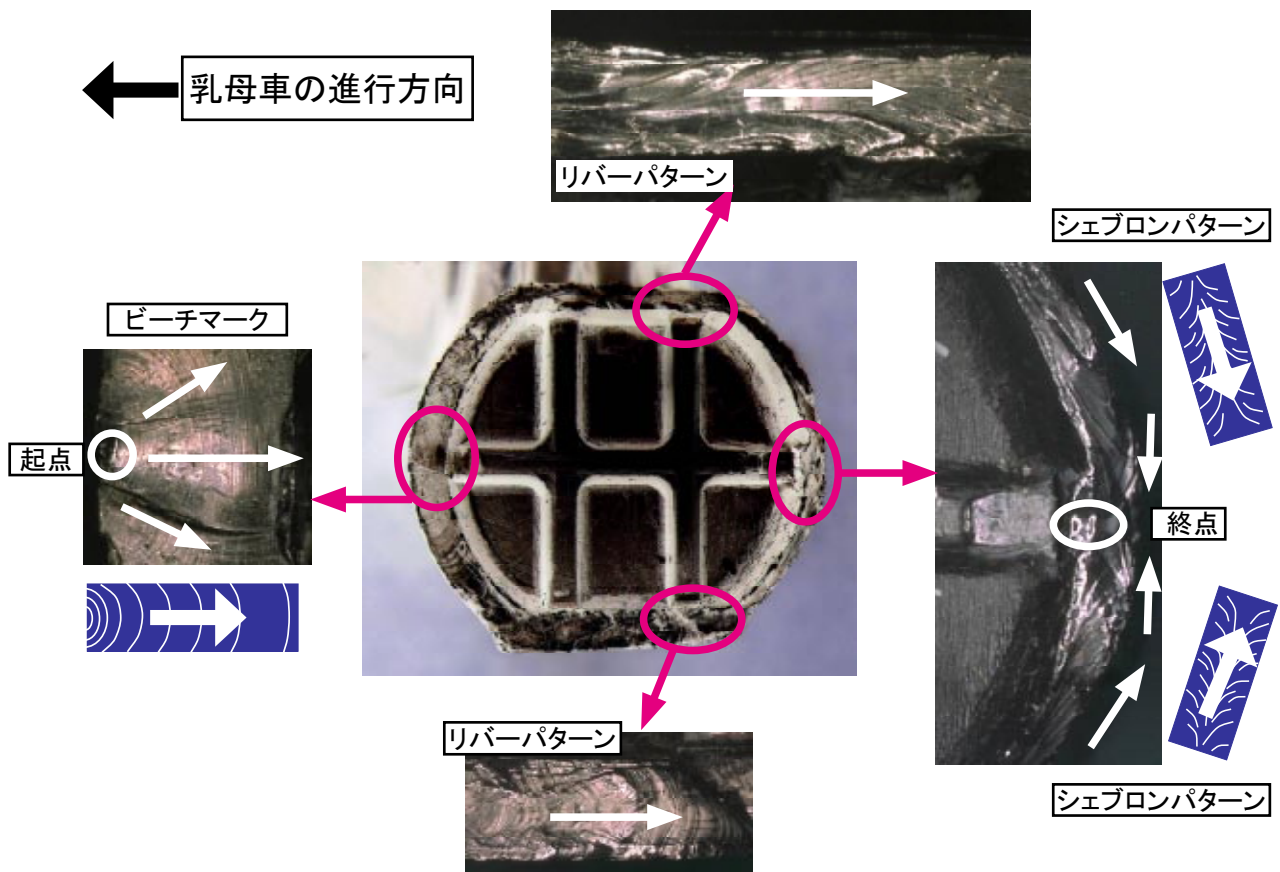 乳母車の進行方向
リバーパターン
シェブロンパターン
ビーチマーク
起点
終点
リバーパターン
シェブロンパターン